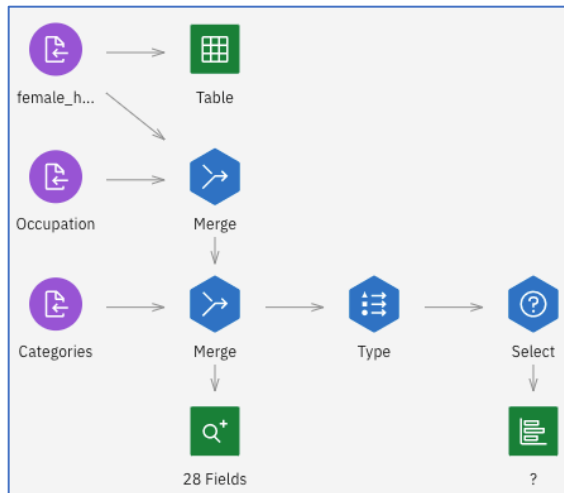 female_h...
Table
Occupation
Merge
Categories
Merge
Type
Select
28 Fields
?